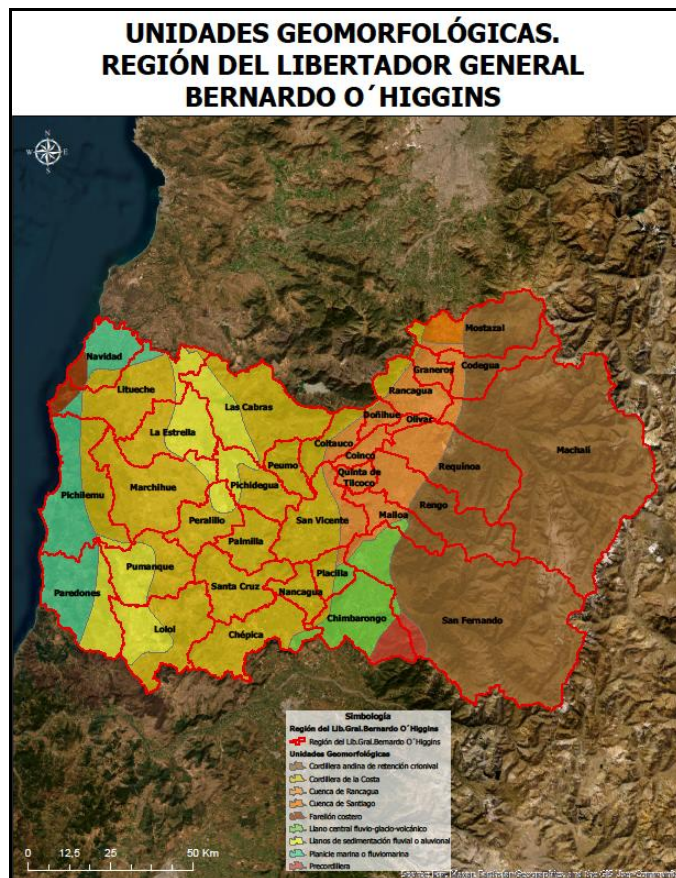 UNIDADES GEOMORFOLÓGICAS.
REGIÓN DEL LIBERTADOR GENERAL
BERNARDO O´HIGGINS
N
W
E
S
Mostazal
Navidad
Graneros
Codegua
Litueche
Rancagua
Las Cabras
Machalí
Doñihue
Olivar
La Estrella
Coltauco
Coinco
Peumo
Requínoa
Quinta de
Tilcoco
Pichidegua
Marchihue
Pichilemu
Rengo
Malloa
Peralillo
San Vicente
Palmilla
Pumanque
Placilla
Paredones
Santa Cruz
Nancagua
Chimbarongo
San Fernando
Lolol
Chépica
Simbología
Región del Lib.Gral.Bernardo O´Higgins
Región del Lib.Gral.Bernardo O´Higgins
Unidades Geomorfológicas
Cordillera andina de retención crionival
Cordillera de la Costa
Cuenca de Rancagua
Cuenca de Santiago
Farellón costero
Llano central fluvio-glacio-volcánico
Llanos de sedimentación fluvial o aluvional
Planicie marina o fluviomarina
Precordillera
0 12,5 25 50 Km